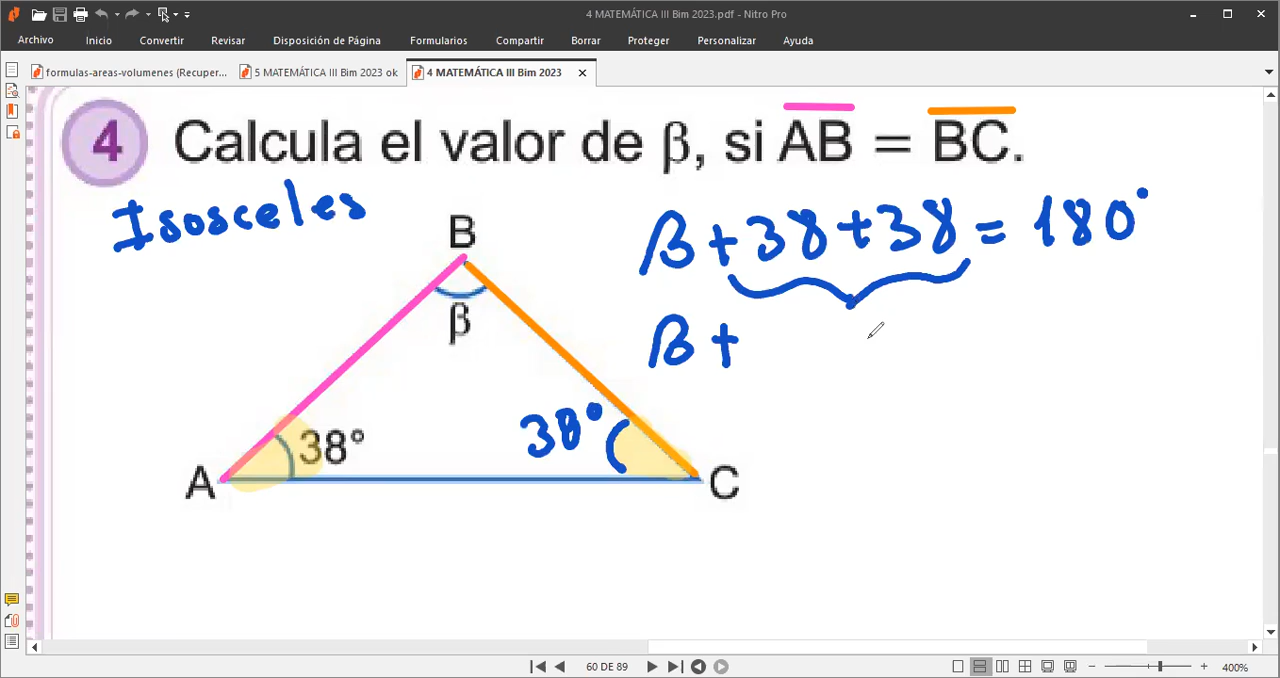 4 MATEMÁTICA III Bim 2023.pdf - Nitro Pro
Archivo Inicio Convertir Revisar Disposición de Página Formularios Compartir Borrar Proteger Personalizar Ayuda
formulas-areas-volumenes (Recuper... 5 MATEMÁTICA III Bim 2023 ok 4 MATEMÁTICA III Bim 2023
4 Calcula el valor de β, si AB = BC.
Isosceles
β+38+38 = 180°
B
β
β +
38°
38°
A
C
60 DE 89
400%